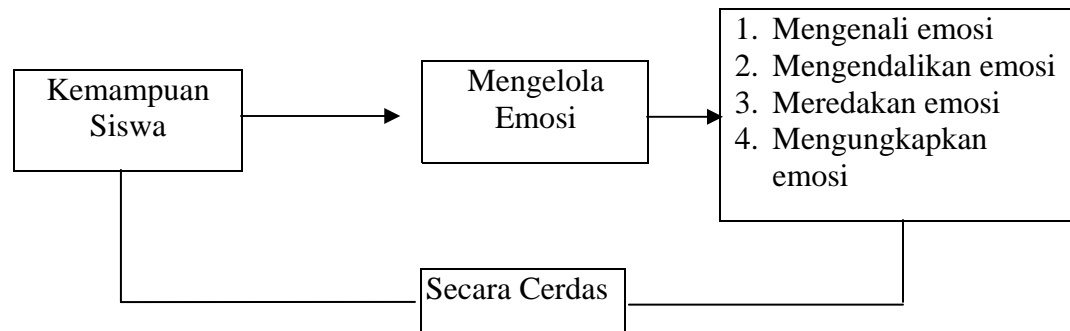 Kemampuan
Siswa
Mengelola
Emosi
1. Mengenali emosi
2. Mengendalikan emosi
3. Meredakan emosi
4. Mengungkapkan
emosi
Secara Cerdas